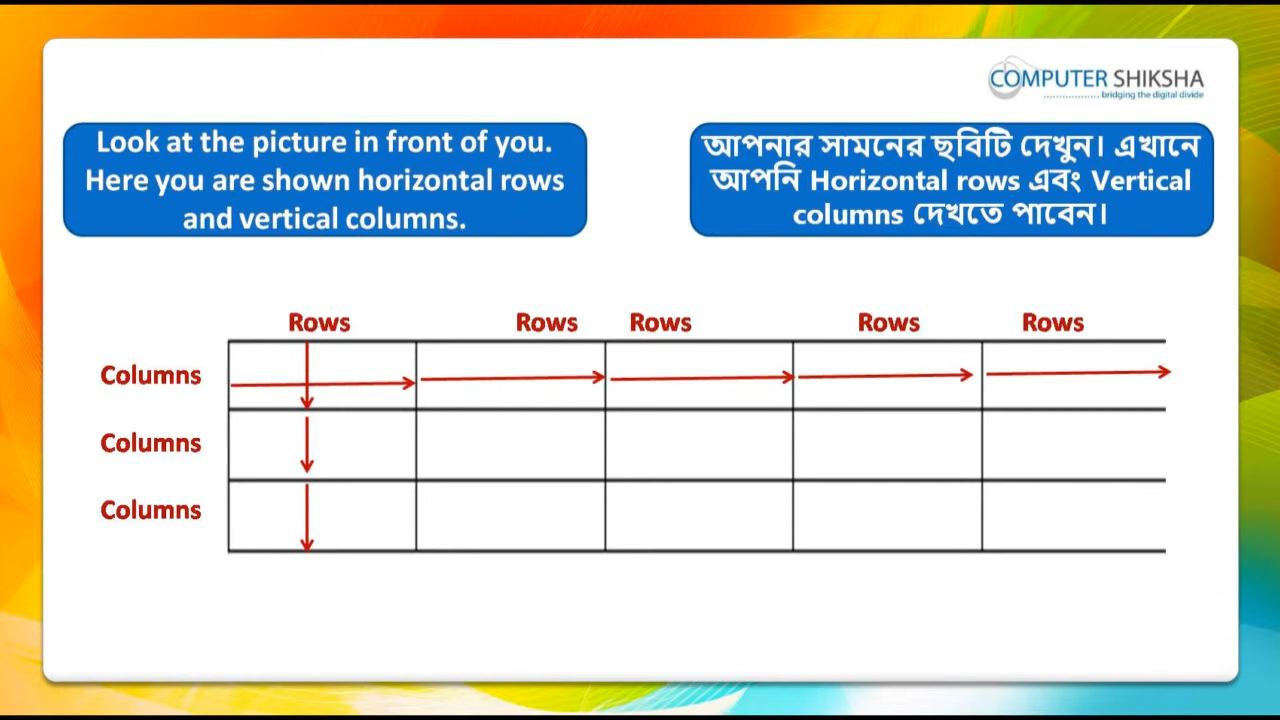 COMPUTER SHIKSHA
bridging the digital divide
Look at the picture in front of you.
Here you are shown horizontal rows
and vertical columns.
আপনার সামনের ছবিটি দেখুন। এখানে
আপনি Horizontal rows এবং Vertical
columns দেখতে পাবেন।
Rows Rows Rows Rows Rows
Columns
Columns
Columns